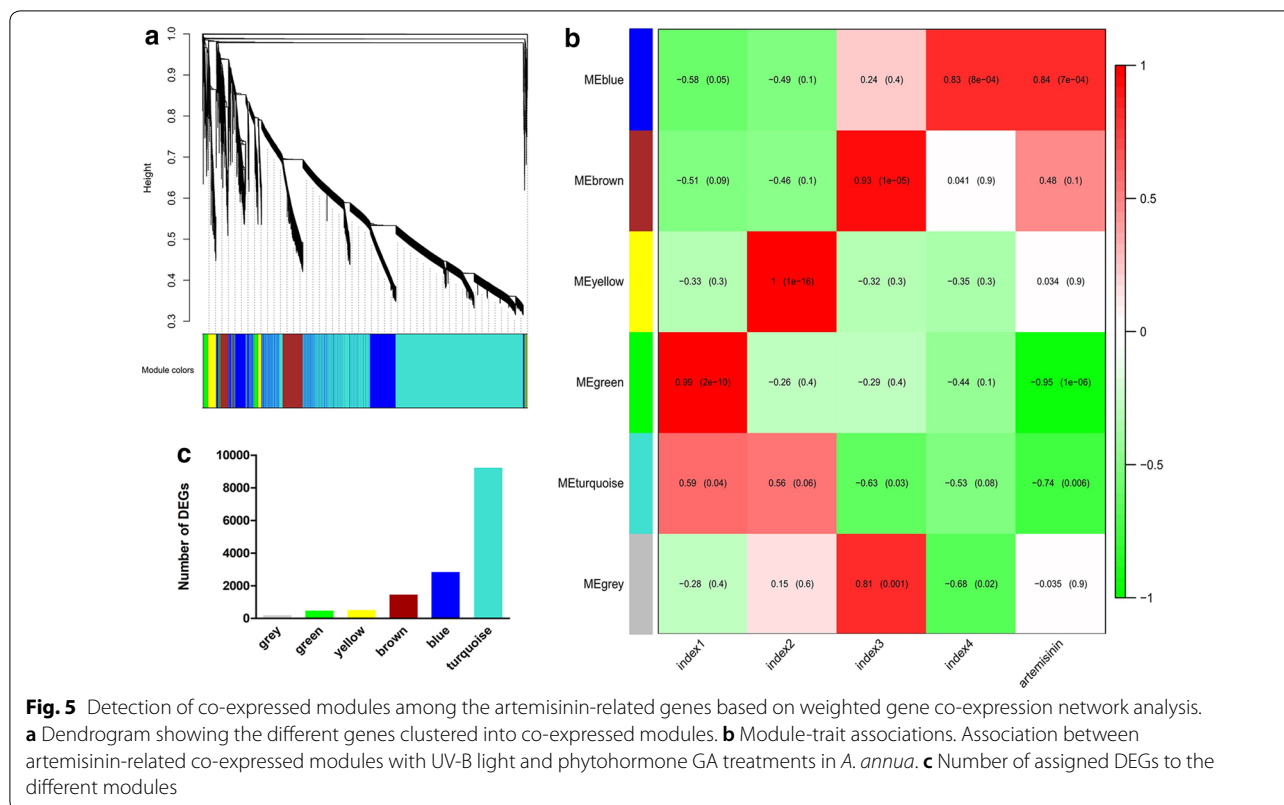 a
1.0
0.9
0.8
0.7
0.6
0.5
0.4
0.3
Height
Module colors
b
MEblue −0.58 (0.05) −0.49 (0.1) 0.24 (0.4) 0.83 (8e−04) 0.84 (7e−04)
MEbrown −0.51 (0.09) −0.46 (0.1) 0.93 (1e−05) 0.041 (0.9) 0.48 (0.1)
MEyellow −0.33 (0.3) 1 (1e−16) −0.32 (0.3) −0.35 (0.3) 0.034 (0.9)
MEgreen 0.99 (2e−10) −0.26 (0.4) −0.29 (0.4) −0.44 (0.1) −0.95 (1e−06)
MEturquoise 0.59 (0.04) 0.56 (0.06) −0.63 (0.03) −0.53 (0.08) −0.74 (0.006)
MEgrey −0.28 (0.4) 0.15 (0.6) 0.81 (0.001) −0.68 (0.02) −0.035 (0.9)
index1 index2 index3 index4 artemisinin
1
0.5
0
−0.5
−1
c
10000
8000
6000
4000
2000
0
Number of DEGs
grey green yellow brown blue turquoise
Fig. 5 Detection of co-expressed modules among the artemisinin-related genes based on weighted gene co-expression network analysis.
a Dendrogram showing the different genes clustered into co-expressed modules. b Module-trait associations. Association between
artemisinin-related co-expressed modules with UV-B light and phytohormone GA treatments in A. annua. c Number of assigned DEGs to the
different modules